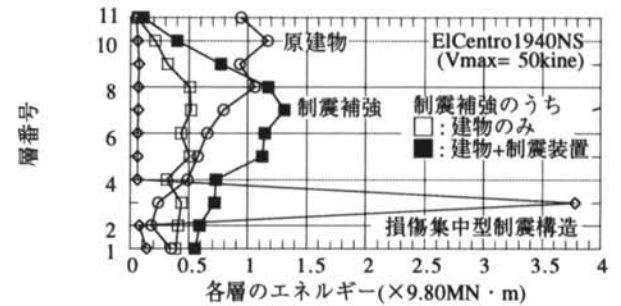 11
10
8
7
6
4
2
1
層番号
原建物
ElCentro1940NS
(Vmax= 50kine)
制震補強
制震補強のうち
□:建物のみ
■:建物+制震装置
損傷集中型制震構造
0 0.5 1 1.5 2 2.5 3 3.5 4
各層のエネルギー(×9.80MN・m)